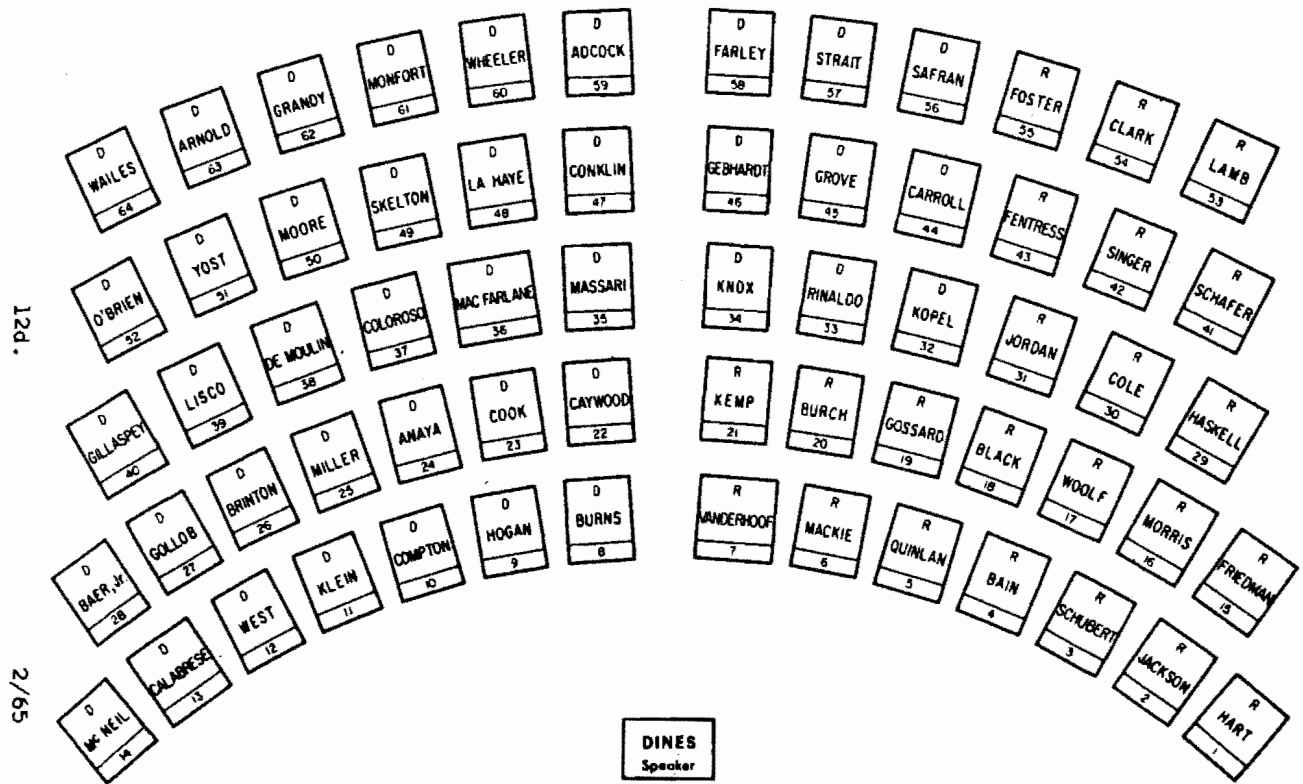 D
WAILES
64
D
ARNOLD
63
D
GRANDY
62
D
MONFORT
61
D
WHEELER
60
D
ADCOCK
59
D
FARLEY
58
D
STRAIT
57
D
SAFRAN
56
R
FOSTER
55
R
CLARK
54
R
LAMB
53
D
O'BRIEN
52
D
YOST
51
D
MOORE
50
D
SKELTON
49
D
LA HAYE
48
D
CONKLIN
47
D
GEBHARDT
46
D
GROVE
45
D
CARROLL
44
R
FENTRESS
43
R
SINGER
42
R
SCHAFER
41
D
GILLASPEY
40
D
LISCO
39
D
DE MOULIN
38
D
COLOROSO
37
D
MAC FARLANE
36
D
MASSARI
35
D
KNOX
34
D
RINALDO
33
D
KOPEL
32
R
JORDAN
31
R
COLE
30
R
HASKELL
29
D
BAER, Jr.
28
D
GOLLOB
27
D
BRINTON
26
D
MILLER
25
D
ANAYA
24
D
COOK
23
D
CAYWOOD
22
R
KEMP
21
R
BURCH
20
R
GOSSARD
19
R
BLACK
18
R
WOOLF
17
R
MORRIS
16
R
FRIEDMAN
15
D
Mc NEIL
14
D
CALABRESE
13
D
WEST
12
D
KLEIN
11
D
COMPTON
10
D
HOGAN
9
D
BURNS
8
R
VANDERHOOF
7
R
MACKIE
6
R
QUINLAN
5
R
BAIN
4
R
SCHUBERT
3
R
JACKSON
2
R
HART
1
DINES
Speaker
12d.
2/65